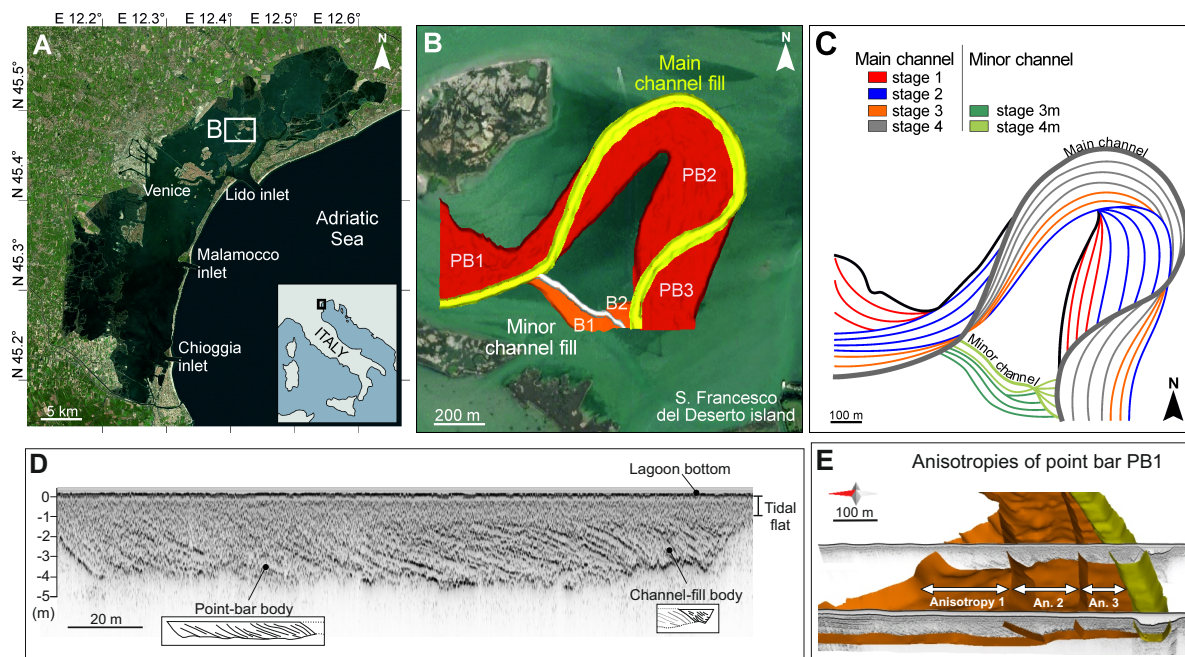 E 12.2° E 12.3° E 12.4° E 12.5° E 12.6°
A
N
N 45.5°
N 45.4°
N 45.3°
N 45.2°
B
Venice
Lido inlet
Adriatic
Sea
Malamocco
inlet
Chioggia
inlet
ITALY
5 km
B
N
Main
channel fill
PB2
PB1
PB3
B2
B1
Minor
channel fill
S. Francesco
del Deserto island
200 m
C
Main channel
Minor channel
stage 1
stage 2
stage 3
stage 4
stage 3m
stage 4m
Main channel
Minor channel
N
100 m
D
Lagoon bottom
0
-1
-2
-3
-4
-5
(m)
Tidal
flat
Point-bar body
Channel-fill body
20 m
E
Anisotropies of point bar PB1
100 m
Anisotropy 1
An. 2
An. 3